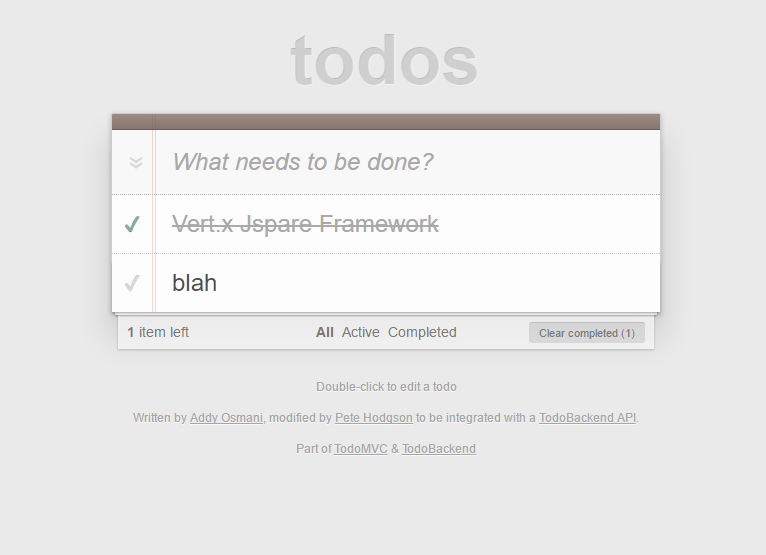 todos
What needs to be done?
Vert.x Jspare Framework
blah
1 item left All Active Completed Clear completed (1)
Double-click to edit a todo
Written by Addy Osmani, modified by Pete Hodgson to be integrated with a TodoBackend API.
Part of TodoMVC & TodoBackend